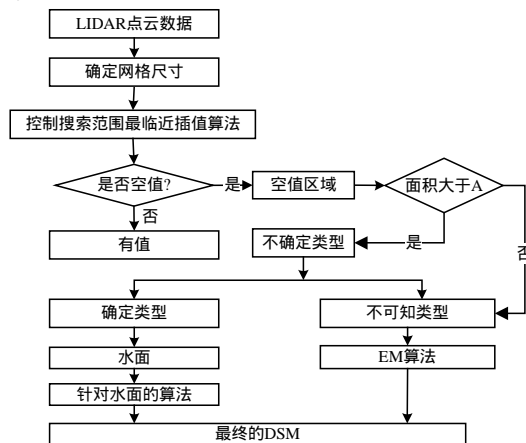 LIDAR点云数据
确定网格尺寸
控制搜索范围最临近插值算法
是否空值?
是
空值区域
面积大于A
否
有值
不确定类型
是
否
确定类型
不可知类型
水面
EM算法
针对水面的算法
最终的DSM